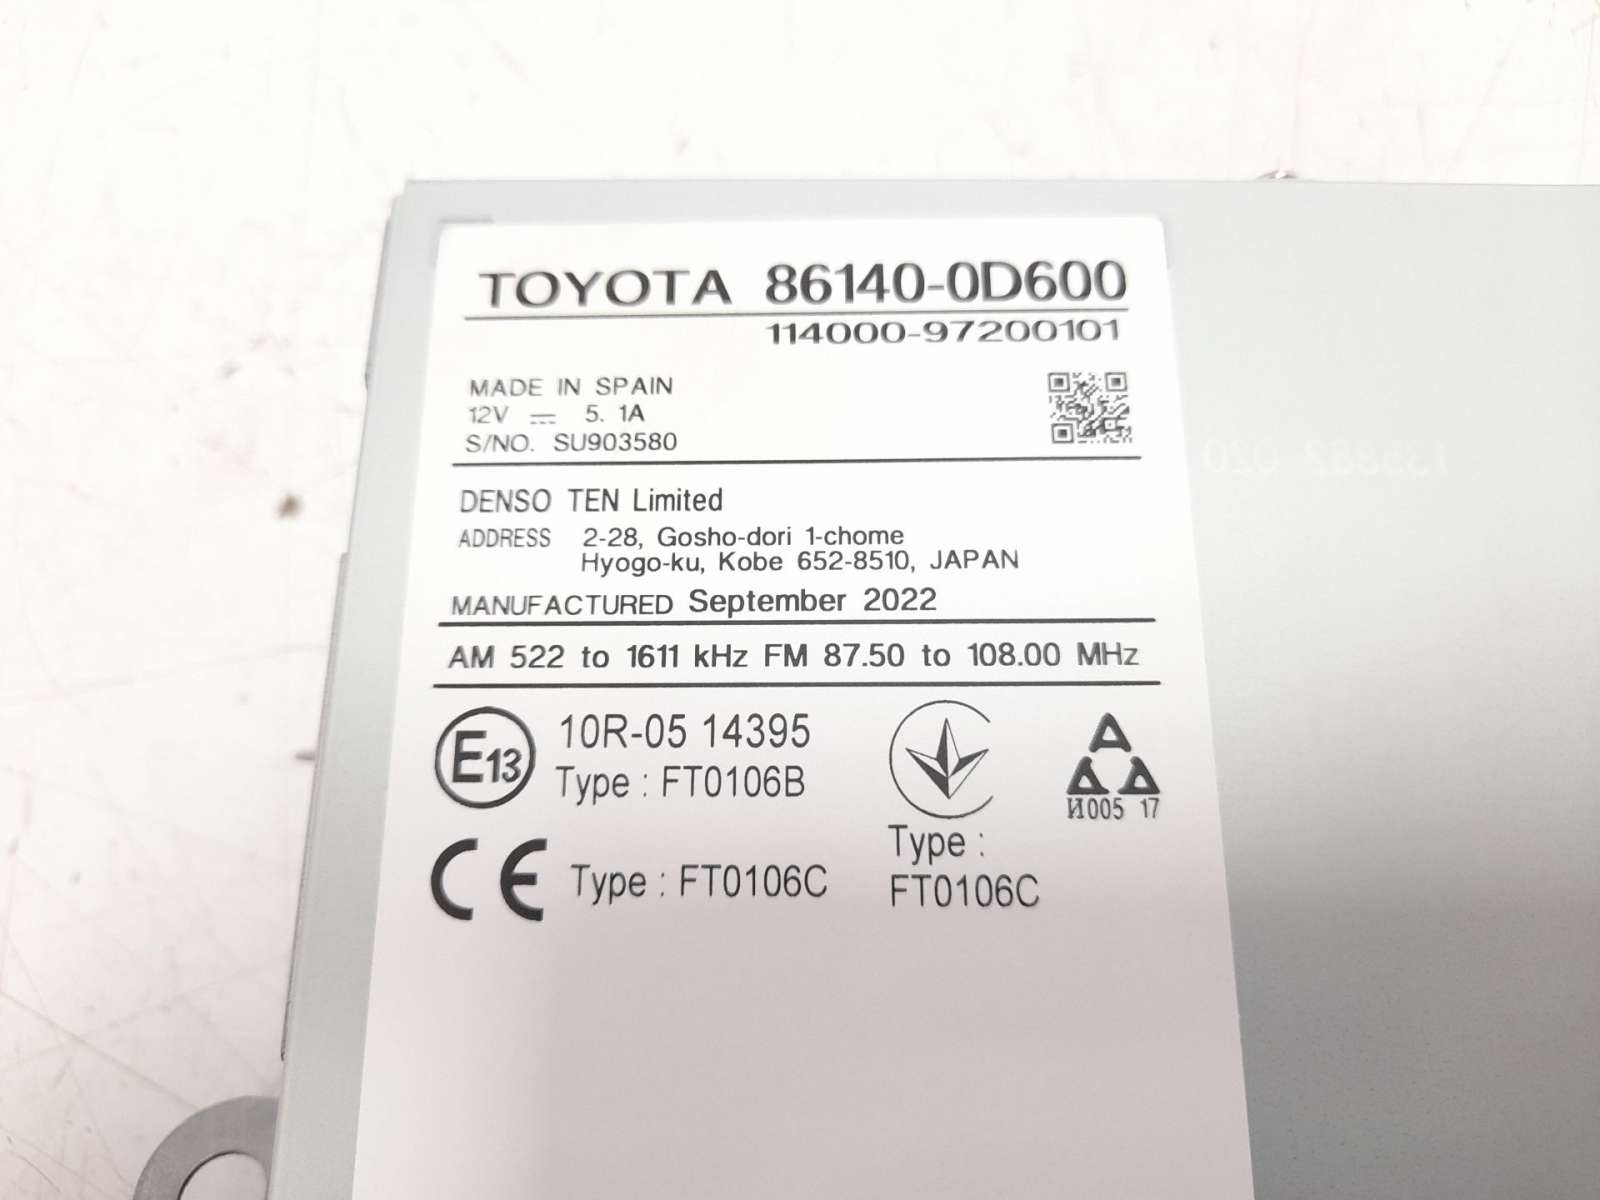 TOYOTA 86140-0D600
114000-97200101
MADE IN SPAIN
12V ⎓ 5. 1A
S/NO. SU903580
DENSO TEN Limited
ADDRESS 2-28, Gosho-dori 1-chome
Hyogo-ku, Kobe 652-8510, JAPAN
MANUFACTURED September 2022
AM 522 to 1611 kHz FM 87.50 to 108.00 MHz
E13 10R-05 14395
Type : FT0106B
И005 17
CE Type : FT0106C
Type :
FT0106C